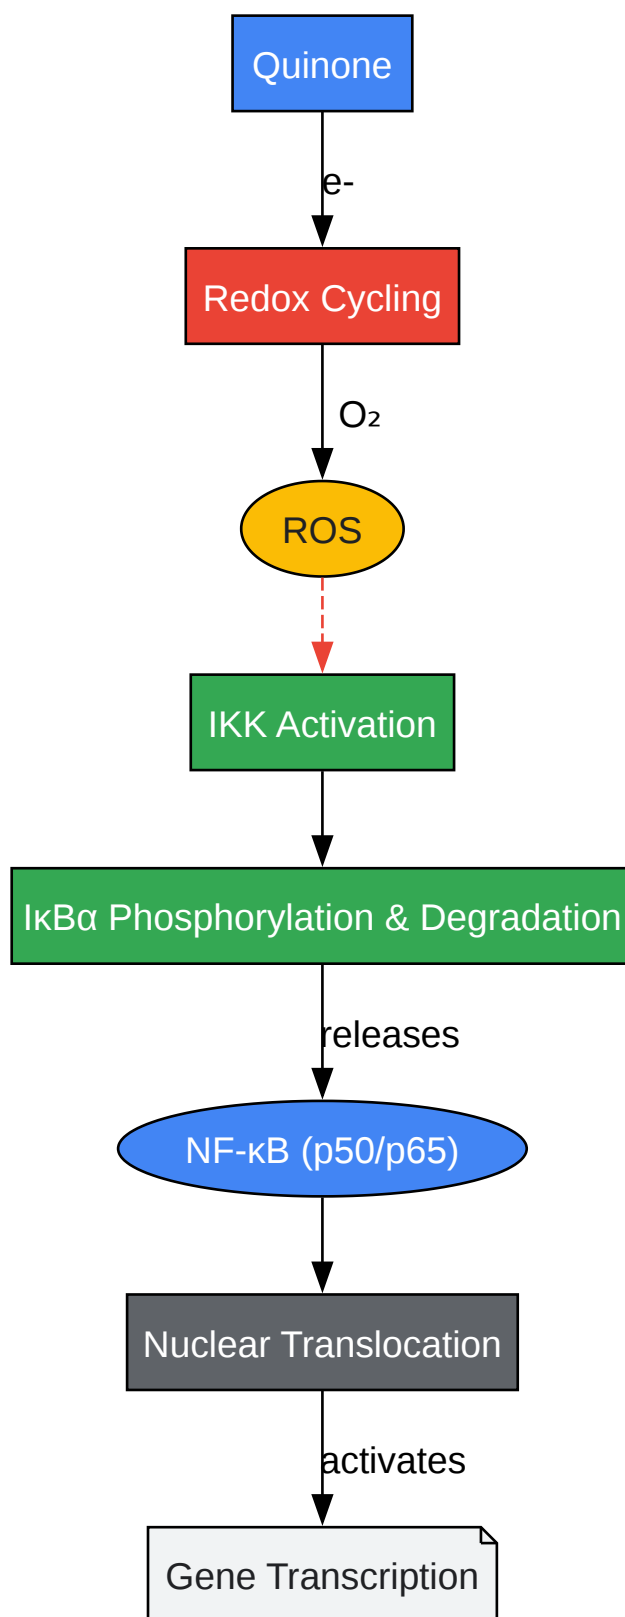 Quinone
e-
Redox Cycling
O₂
ROS
IKK Activation
IκBα Phosphorylation & Degradation
releases
NF-κB (p50/p65)
Nuclear Translocation
activates
Gene Transcription